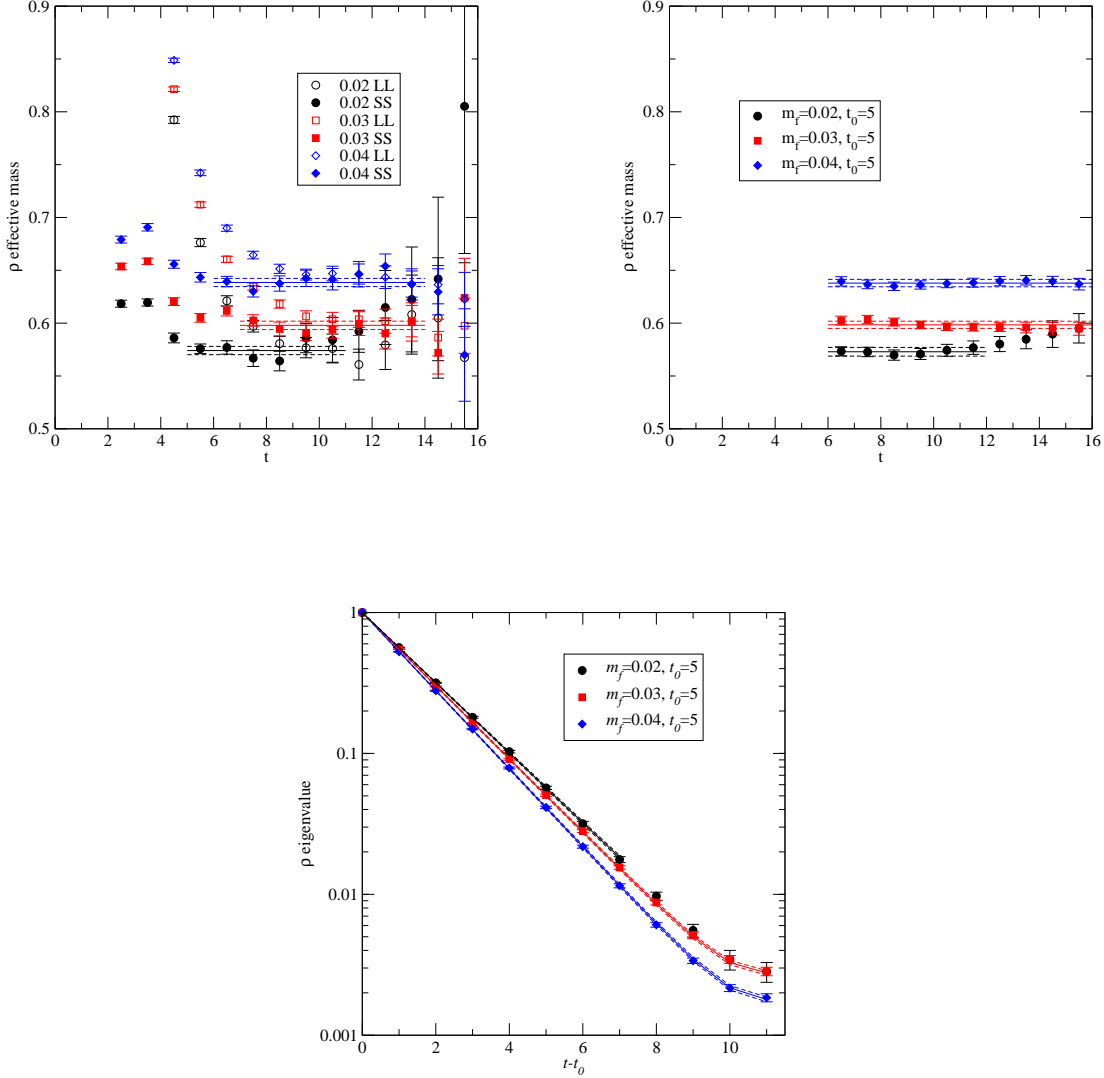 0.9
0.8
0.7
0.6
0.5
ρ effective mass
0 2 4 6 8 10 12 14 16
t
0.02 LL
0.02 SS
0.03 LL
0.03 SS
0.04 LL
0.04 SS
0.9
0.8
0.7
0.6
0.5
ρ effective mass
0 2 4 6 8 10 12 14 16
t
m_f=0.02, t_0=5
m_f=0.03, t_0=5
m_f=0.04, t_0=5
1
0.1
0.01
0.001
ρ eigenvalue
0 2 4 6 8 10
t-t_0
m_f=0.02, t_0=5
m_f=0.03, t_0=5
m_f=0.04, t_0=5